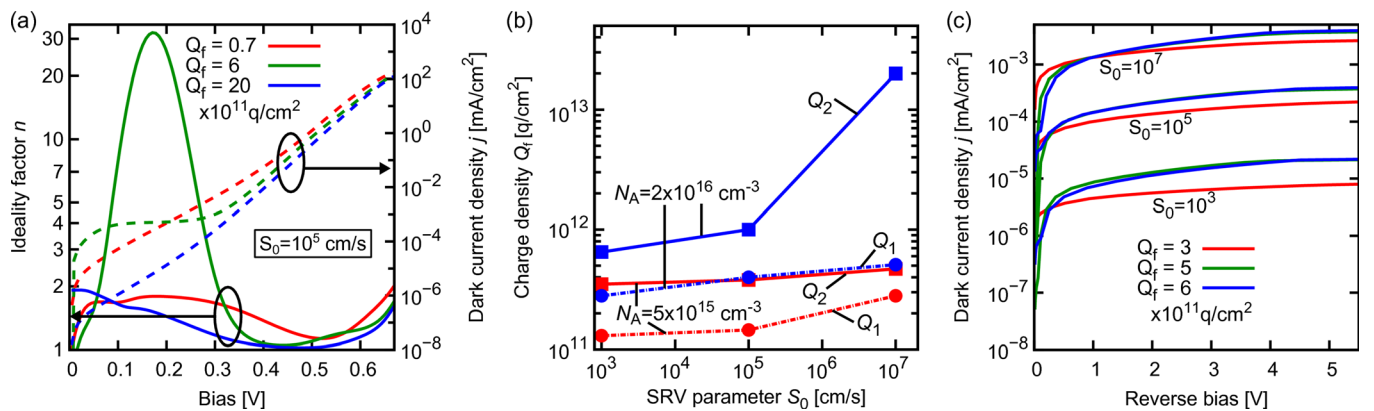 (a)
Ideality factor n
30
20
10
7
5
4
3
2
1
Q_f = 0.7
Q_f = 6
Q_f = 20
x10^11 q/cm^2
S_0=10^5 cm/s
0 0.1 0.2 0.3 0.4 0.5 0.6
Bias [V]
10^4
10^2
10^0
10^-2
10^-4
10^-6
10^-8
Dark current density j [mA/cm^2]
(b)
Charge density Q_f [q/cm^2]
10^13
10^12
10^11
Q_2
N_A=2x10^16 cm^-3
Q_1
Q_2
N_A=5x10^15 cm^-3
Q_1
10^3 10^4 10^5 10^6 10^7
SRV parameter S_0 [cm/s]
(c)
Dark current density j [mA/cm^2]
10^-3
10^-4
10^-5
10^-6
10^-7
10^-8
S_0=10^7
S_0=10^5
S_0=10^3
Q_f = 3
Q_f = 5
Q_f = 6
x10^11 q/cm^2
0 1 2 3 4 5
Reverse bias [V]